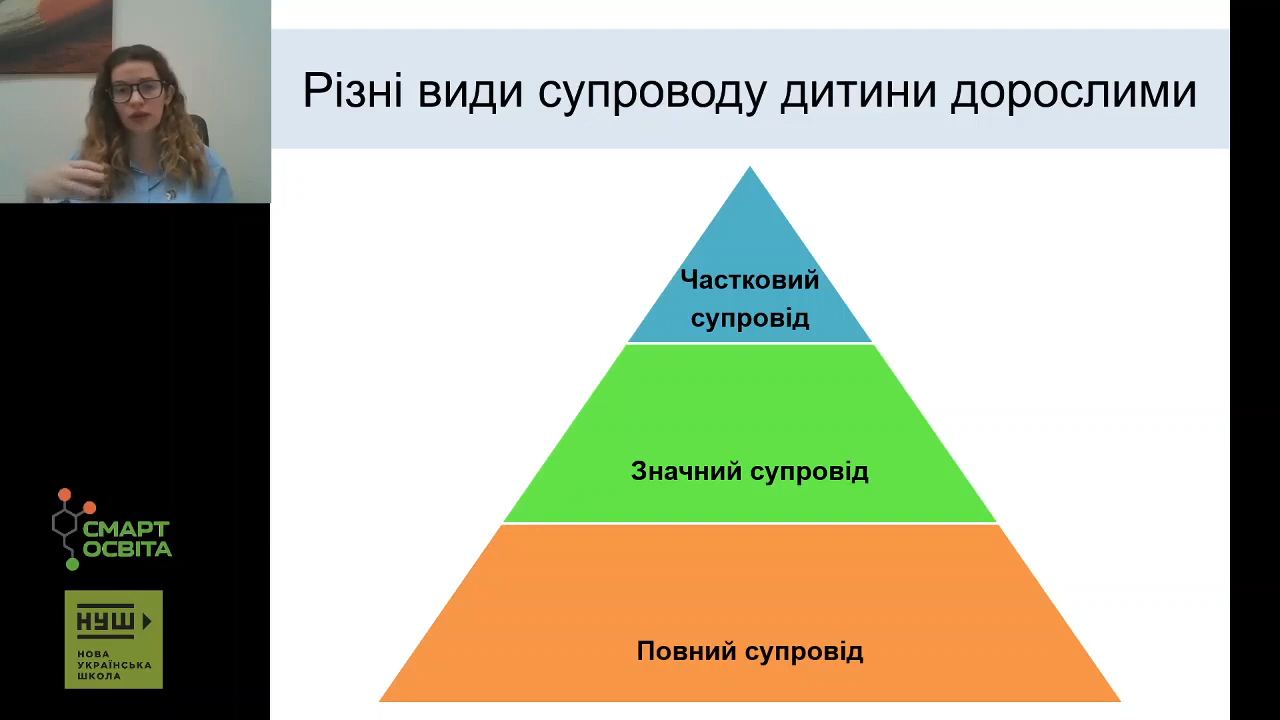 Різні види супроводу дитини дорослими
Частковий
супровід
Значний супровід
Повний супровід
СМАРТ
ОСВІТА
НУШ
НОВА
УКРАЇНСЬКА
ШКОЛА